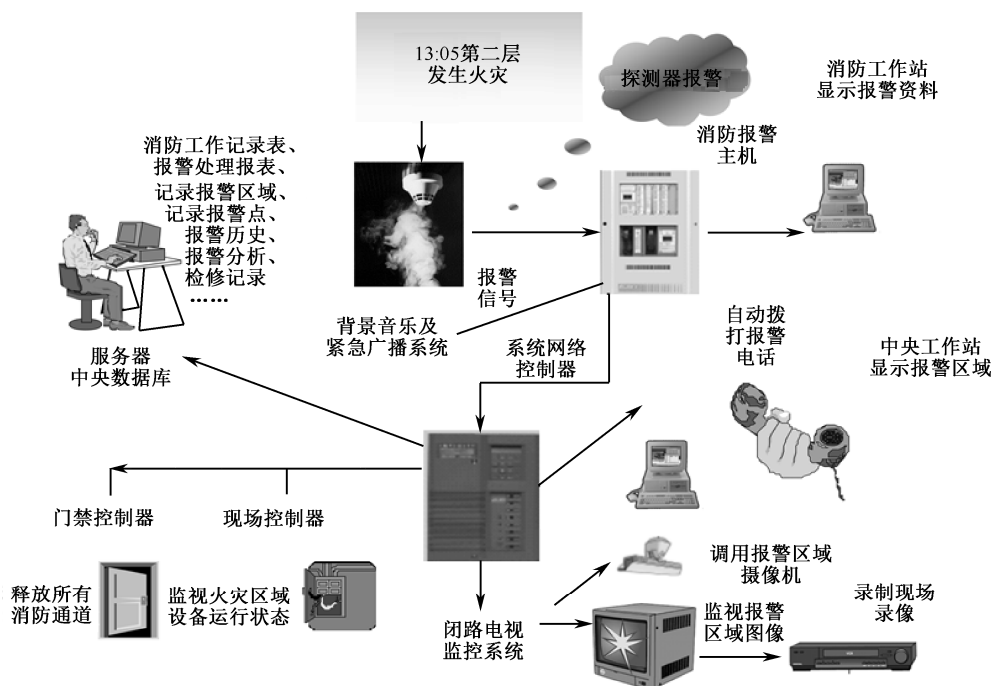 13:05第二层
发生火灾
探测器报警
消防工作站
显示报警资料
消防报警
主机
消防工作记录表、
报警处理报表、
记录报警区域、
记录报警点、
报警历史、
报警分析、
检修记录
……
报警
信号
背景音乐及
紧急广播系统
系统网络
控制器
自动拨
打报警
电话
中央工作站
显示报警区域
服务器
中央数据库
门禁控制器
现场控制器
释放所有
消防通道
监视火灾区域
设备运行状态
闭路电视
监控系统
调用报警区域
摄像机
监视报警
区域图像
录制现场
录像